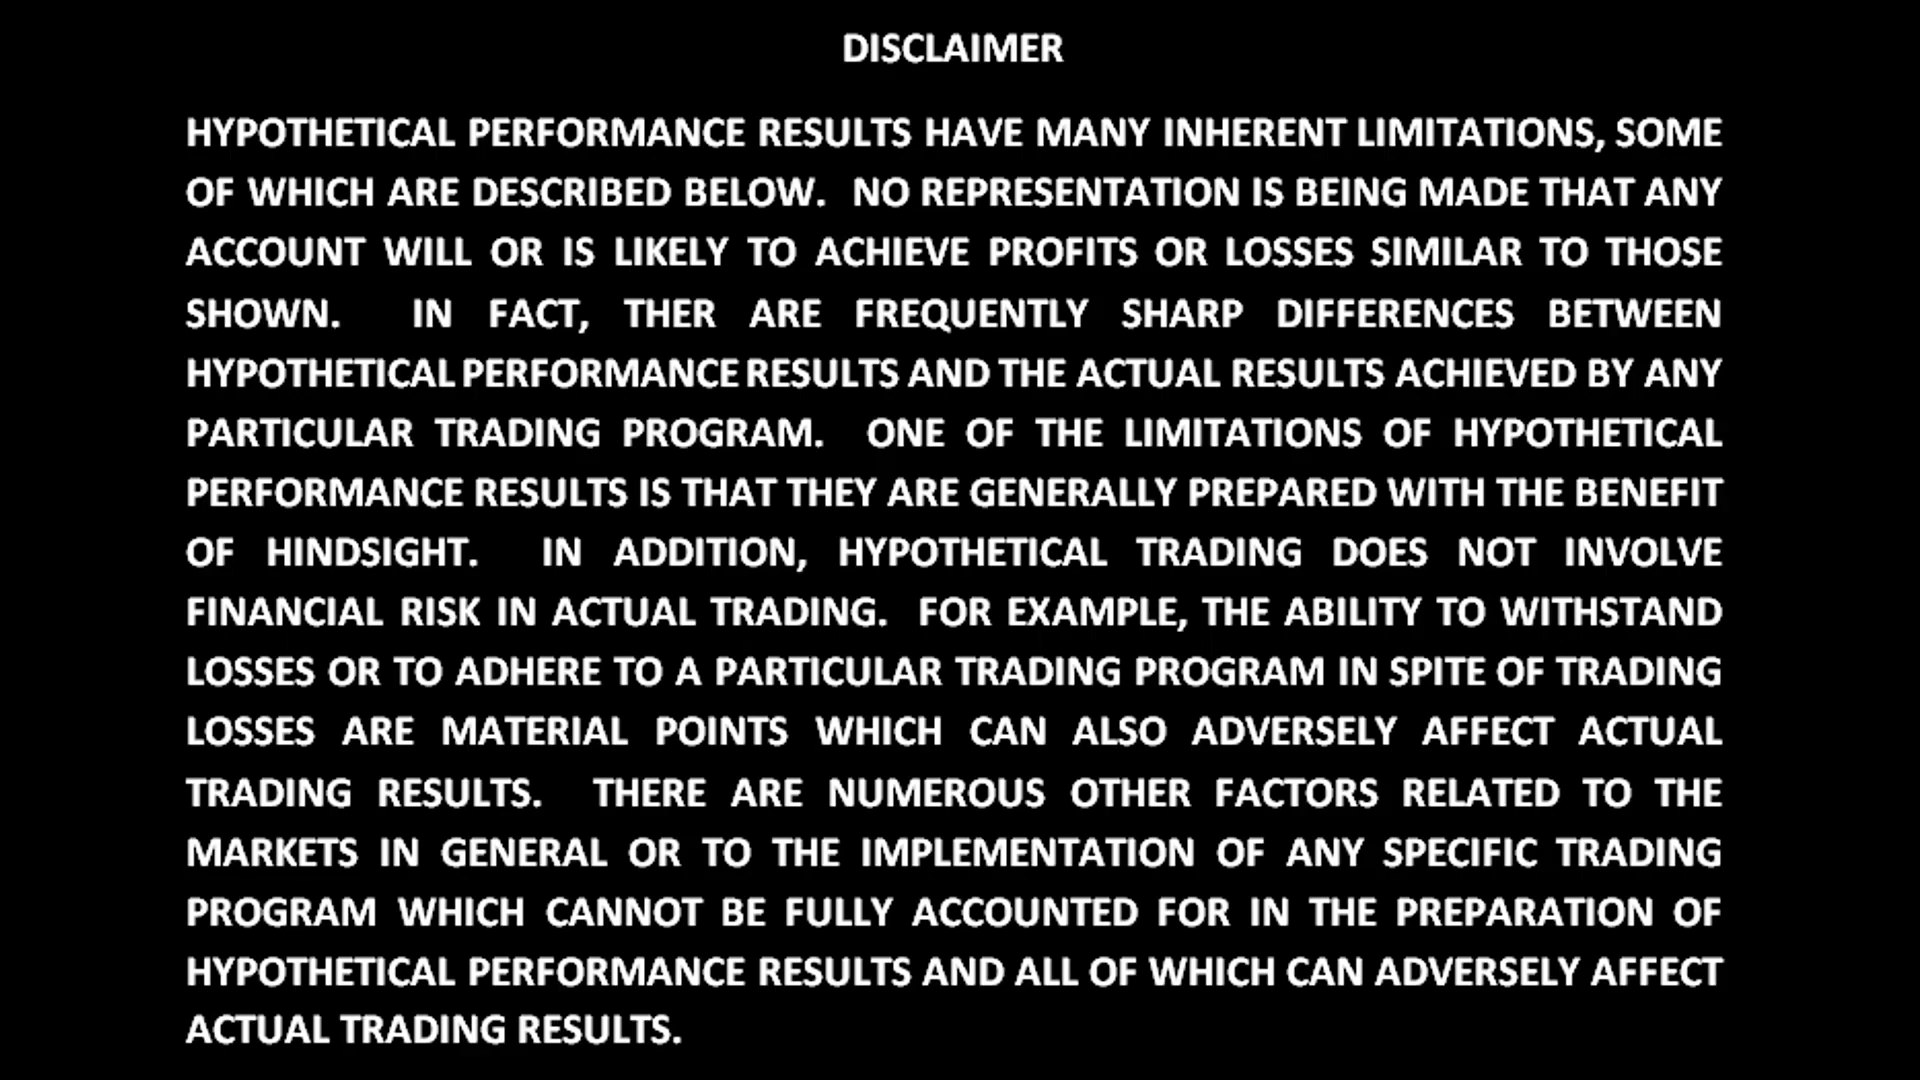 DISCLAIMER
HYPOTHETICAL PERFORMANCE RESULTS HAVE MANY INHERENT LIMITATIONS, SOME
OF WHICH ARE DESCRIBED BELOW.  NO REPRESENTATION IS BEING MADE THAT ANY
ACCOUNT WILL OR IS LIKELY TO ACHIEVE PROFITS OR LOSSES SIMILAR TO THOSE
SHOWN.  IN FACT, THER ARE FREQUENTLY SHARP DIFFERENCES BETWEEN
HYPOTHETICAL PERFORMANCE RESULTS AND THE ACTUAL RESULTS ACHIEVED BY ANY
PARTICULAR TRADING PROGRAM.  ONE OF THE LIMITATIONS OF HYPOTHETICAL
PERFORMANCE RESULTS IS THAT THEY ARE GENERALLY PREPARED WITH THE BENEFIT
OF HINDSIGHT.  IN ADDITION, HYPOTHETICAL TRADING DOES NOT INVOLVE
FINANCIAL RISK IN ACTUAL TRADING.  FOR EXAMPLE, THE ABILITY TO WITHSTAND
LOSSES OR TO ADHERE TO A PARTICULAR TRADING PROGRAM IN SPITE OF TRADING
LOSSES ARE MATERIAL POINTS WHICH CAN ALSO ADVERSELY AFFECT ACTUAL
TRADING RESULTS.  THERE ARE NUMEROUS OTHER FACTORS RELATED TO THE
MARKETS IN GENERAL OR TO THE IMPLEMENTATION OF ANY SPECIFIC TRADING
PROGRAM WHICH CANNOT BE FULLY ACCOUNTED FOR IN THE PREPARATION OF
HYPOTHETICAL PERFORMANCE RESULTS AND ALL OF WHICH CAN ADVERSELY AFFECT
ACTUAL TRADING RESULTS.